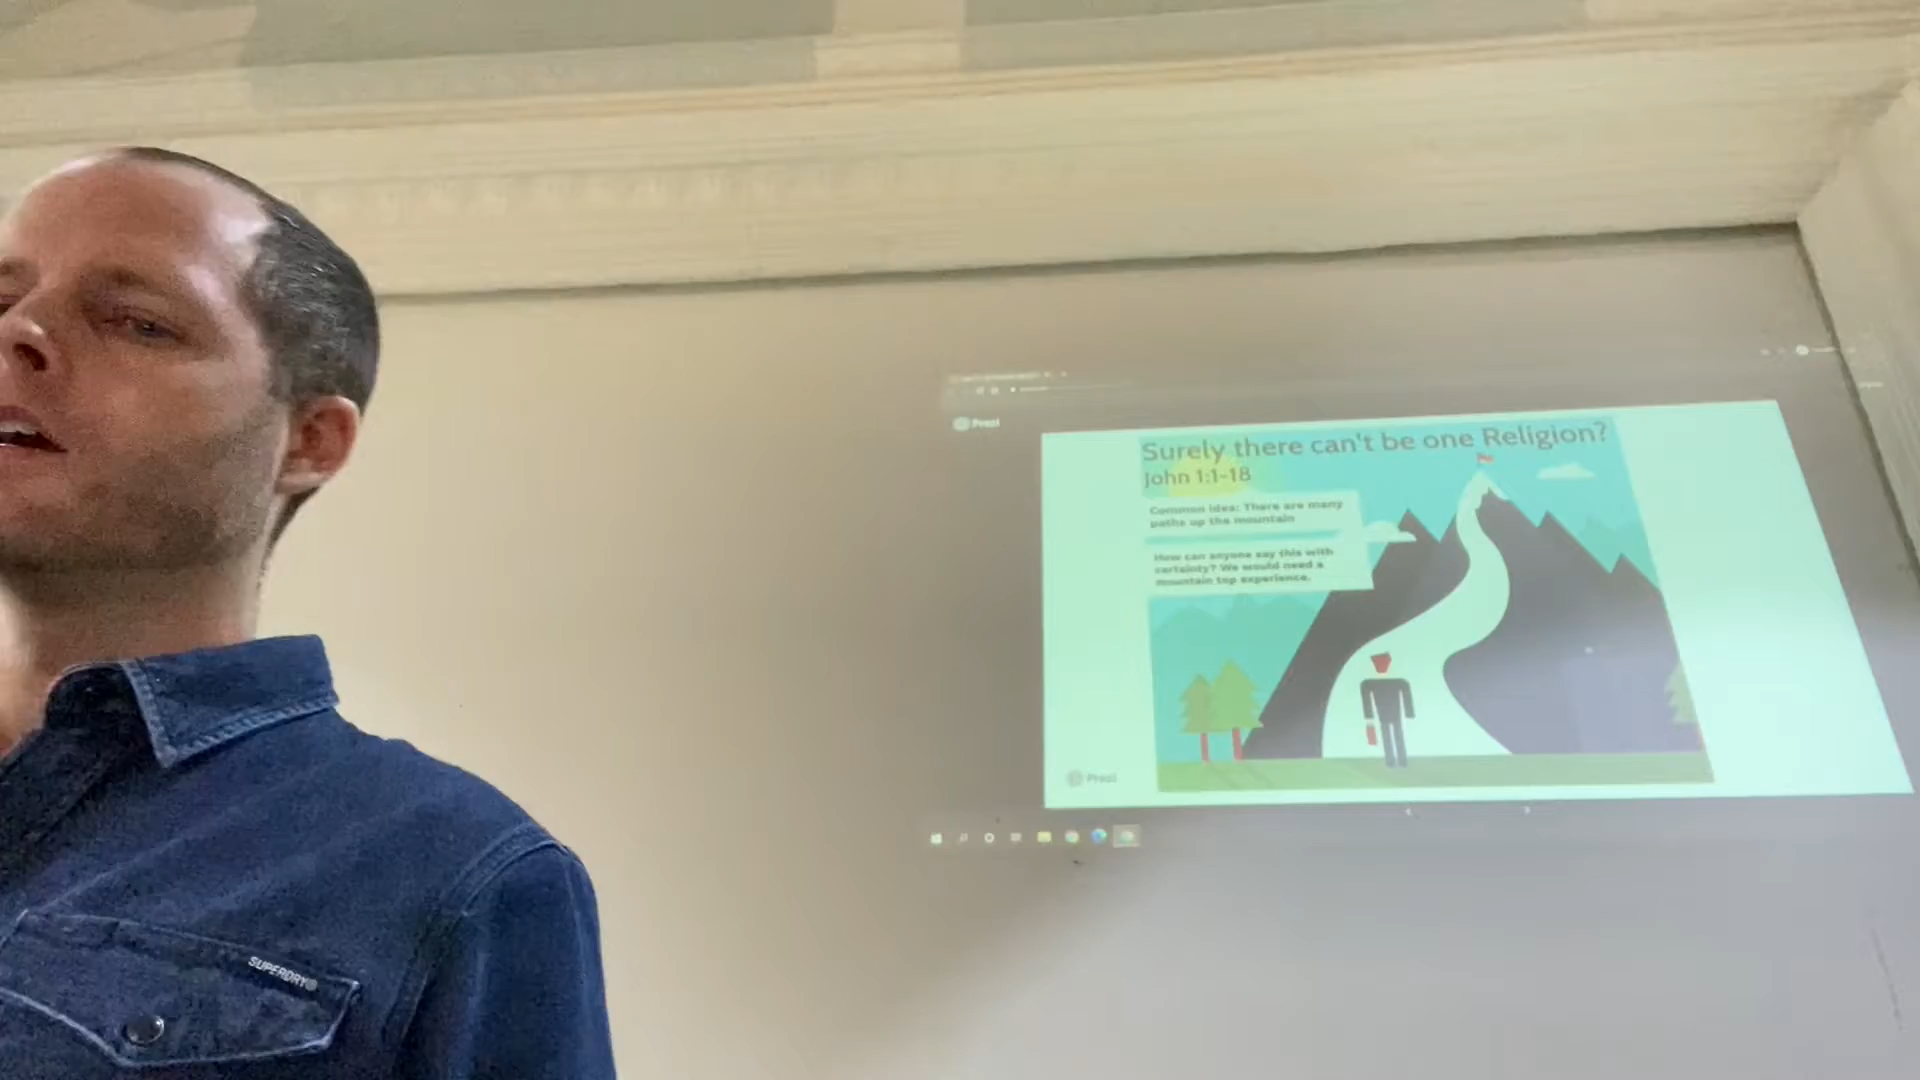 Prezi
Surely there can't be one Religion?
John 1:1-18
Common idea: There are many
paths up the mountain
How can anyone say this with
certainty? We would need a
mountain top experience.
Prezi
SUPERDRY